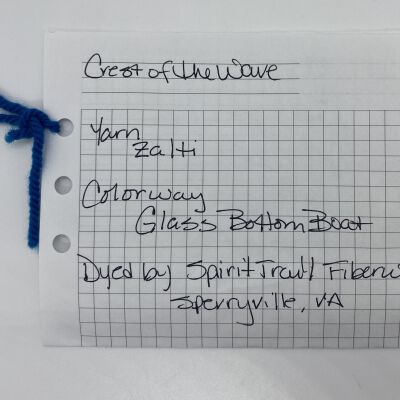 Crest of the Wave
Yarn
Zalti
Colorway
Glass Bottom Boat
Dyed by Spirit Trail Fiberw
Sperryville, VA